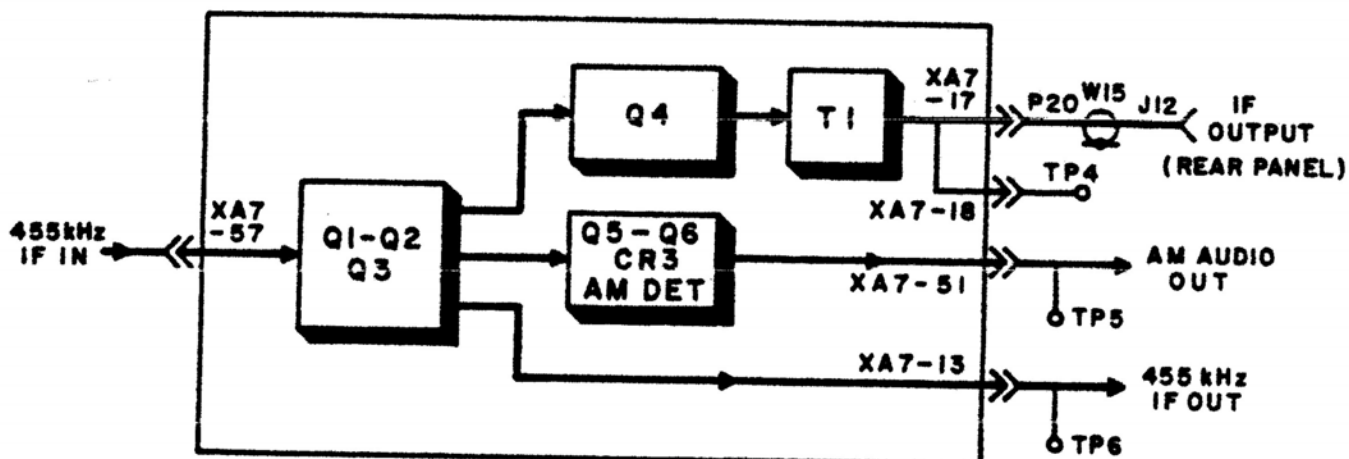 455kHz
IF IN
XA7
-57
Q1-Q2
Q3
Q4
T1
XA7
-17
P20
W15
J12
IF
OUTPUT
(REAR PANEL)
TP4
XA7-18
Q5-Q6
CR3
AM DET
XA7-51
AM AUDIO
OUT
TP5
XA7-13
455 kHz
IF OUT
TP6